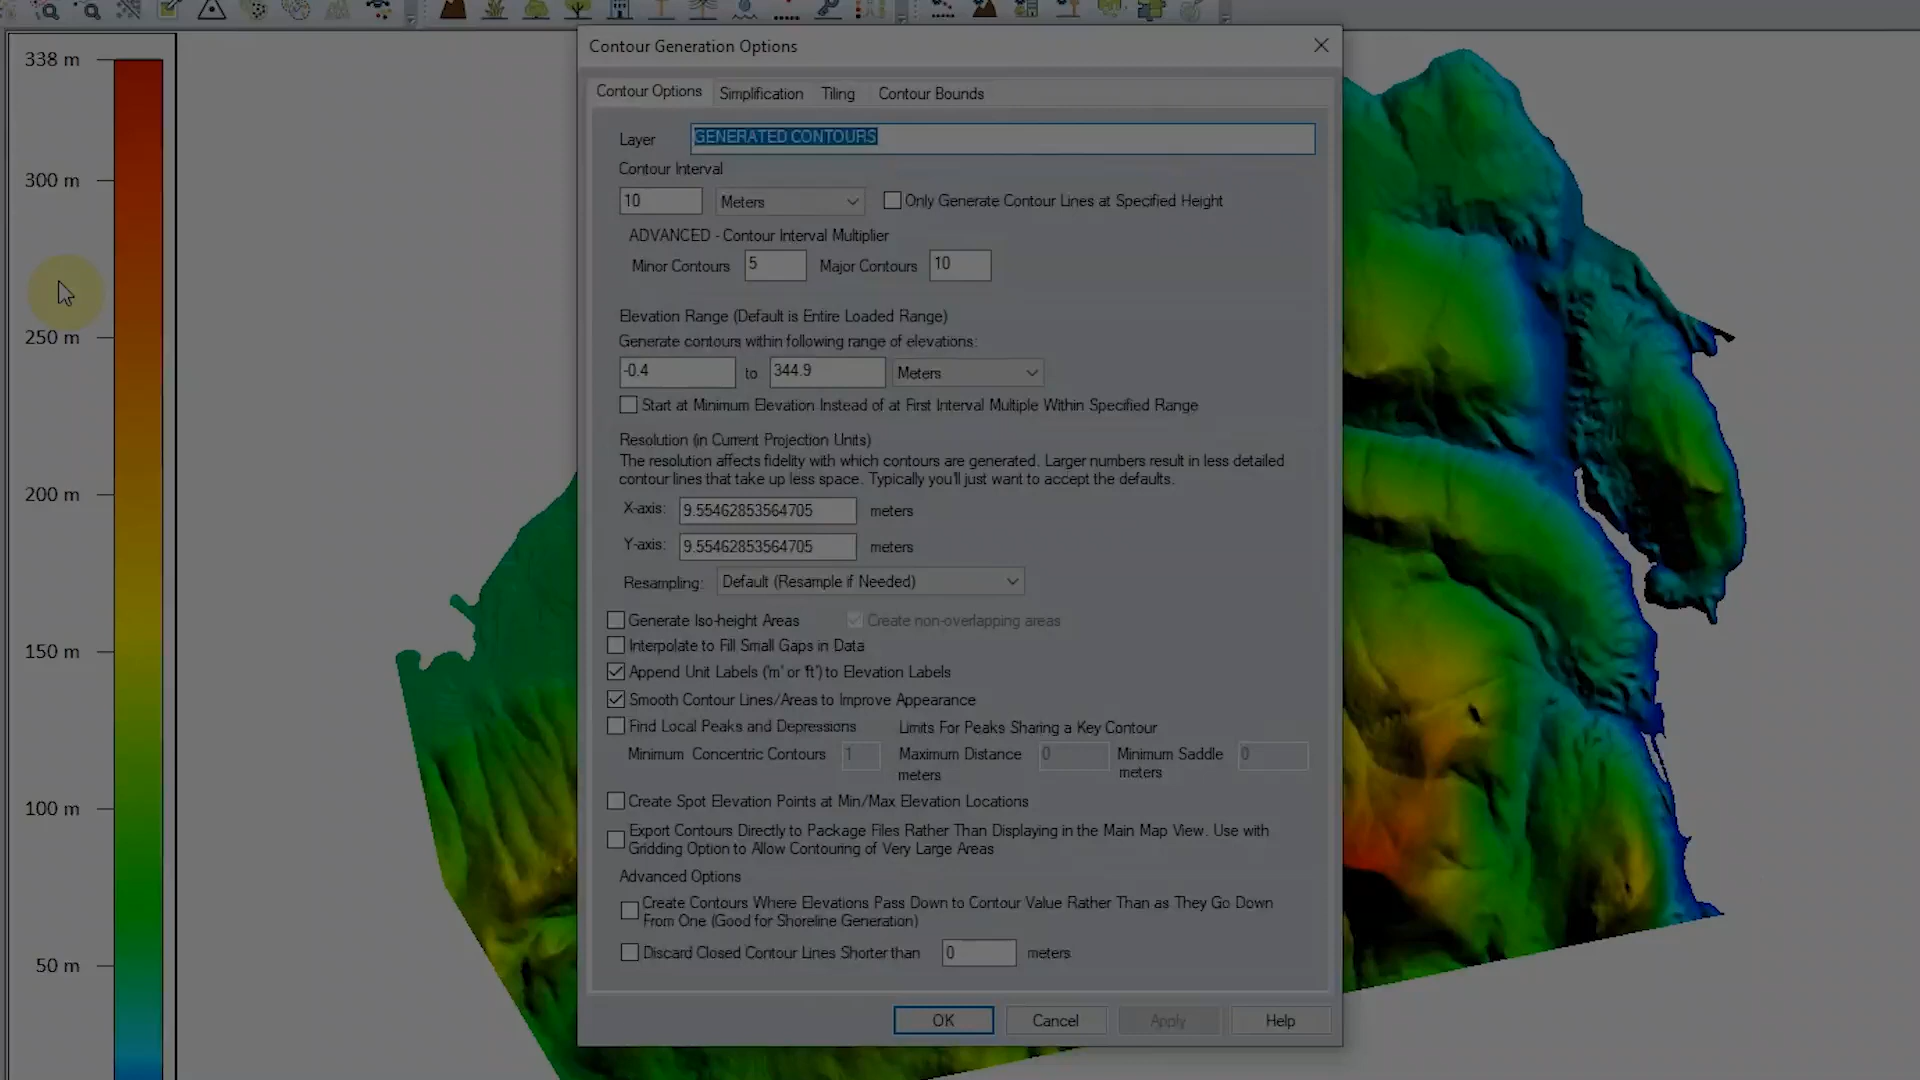 338 m
300 m
250 m
200 m
150 m
100 m
50 m
Contour Generation Options
Contour Options Simplification Tiling Contour Bounds
Layer GENERATED CONTOURS
Contour Interval
10 Meters Only Generate Contour Lines at Specified Height
ADVANCED - Contour Interval Multiplier
Minor Contours 5 Major Contours 10
Elevation Range (Default is Entire Loaded Range)
Generate contours within following range of elevations:
-0.4 to 344.9 Meters
Start at Minimum Elevation Instead of at First Interval Multiple Within Specified Range
Resolution (in Current Projection Units)
The resolution affects fidelity with which contours are generated. Larger numbers result in less detailed
contour lines that take up less space. Typically you'll just want to accept the defaults.
X-axis: 9.55462853564705 meters
Y-axis: 9.55462853564705 meters
Resampling: Default (Resample if Needed)
Generate Iso-height Areas Create non-overlapping areas
Interpolate to Fill Small Gaps in Data
Append Unit Labels ('m' or 'ft') to Elevation Labels
Smooth Contour Lines/Areas to Improve Appearance
Find Local Peaks and Depressions Limits For Peaks Sharing a Key Contour
Minimum Concentric Contours 1 Maximum Distance 0 Minimum Saddle 0
meters meters
Create Spot Elevation Points at Min/Max Elevation Locations
Export Contours Directly to Package Files Rather Than Displaying in the Main Map View. Use with
Gridding Option to Allow Contouring of Very Large Areas
Advanced Options
Create Contours Where Elevations Pass Down to Contour Value Rather Than as They Go Down
From One (Good for Shoreline Generation)
Discard Closed Contour Lines Shorter than 0 meters
OK Cancel Apply Help